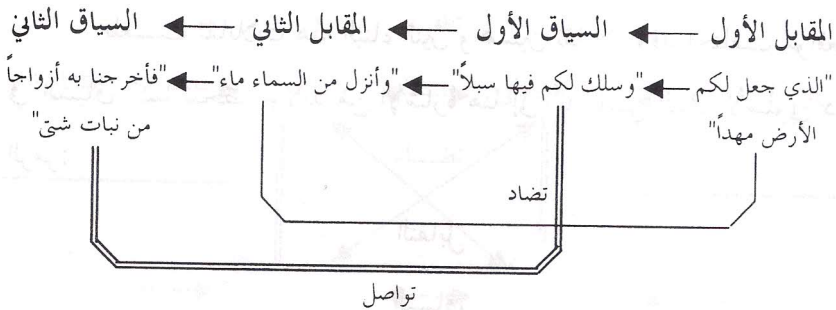 المقابل الأول ← السياق الأول ← المقابل الثاني ← السياق الثاني
"الذي جعل لكم ← "وسلك لكم فيها سبلاً" ← "وأنزل من السماء ماء" ← "فأخرجنا به أزواجاً
الأرض مهداً" من نبات شتى"
تضاد
تواصل